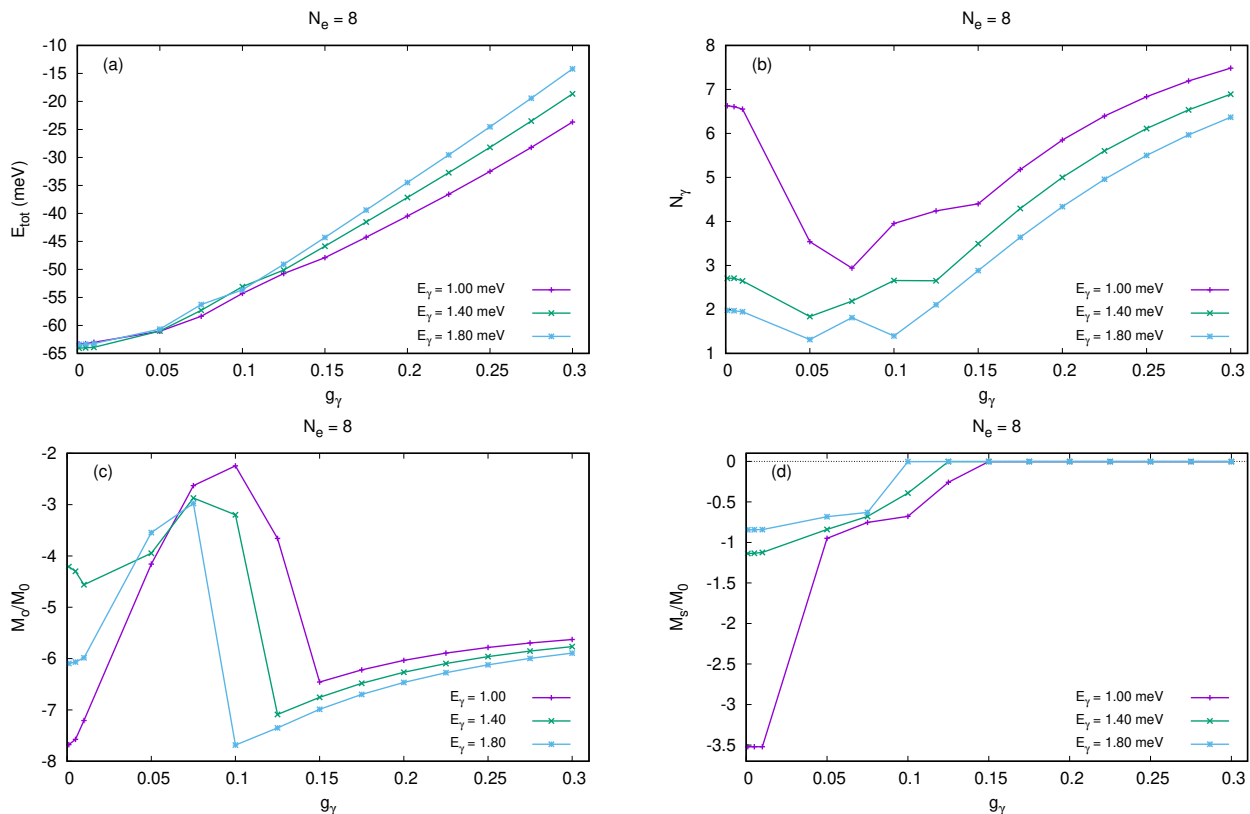 N_e = 8
(a)
E_tot (meV)
-10
-15
-20
-25
-30
-35
-40
-45
-50
-55
-60
-65
0 0.05 0.1 0.15 0.2 0.25 0.3
g_γ
E_γ = 1.00 meV
E_γ = 1.40 meV
E_γ = 1.80 meV
N_e = 8
(b)
N_γ
8
7
6
5
4
3
2
1
0 0.05 0.1 0.15 0.2 0.25 0.3
g_γ
E_γ = 1.00 meV
E_γ = 1.40 meV
E_γ = 1.80 meV
N_e = 8
(c)
M_o/M_0
-2
-3
-4
-5
-6
-7
-8
0 0.05 0.1 0.15 0.2 0.25 0.3
g_γ
E_γ = 1.00
E_γ = 1.40
E_γ = 1.80
N_e = 8
(d)
M_s/M_0
0
-0.5
-1
-1.5
-2
-2.5
-3
-3.5
0 0.05 0.1 0.15 0.2 0.25 0.3
g_γ
E_γ = 1.00 meV
E_γ = 1.40 meV
E_γ = 1.80 meV